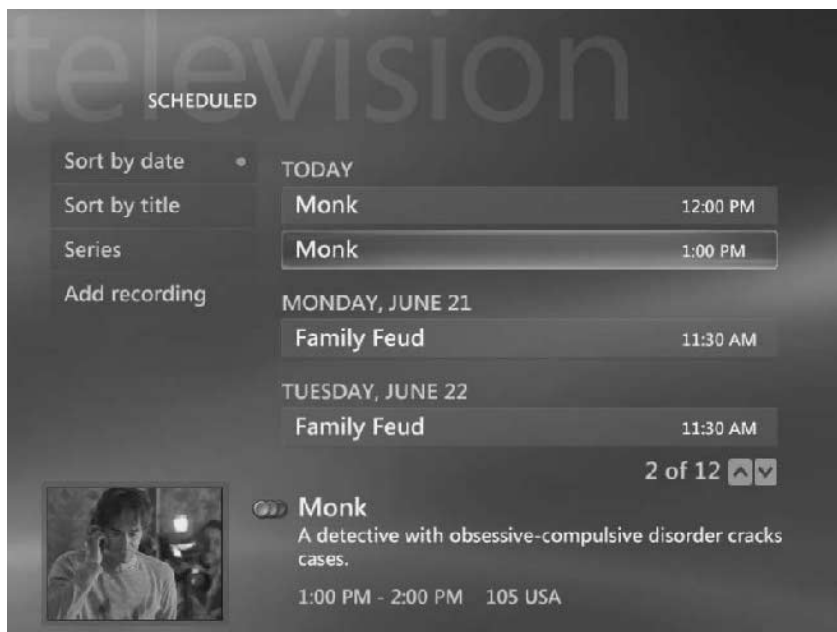 television
SCHEDULED
Sort by date
Sort by title
Series
Add recording
TODAY
Monk 12:00 PM
Monk 1:00 PM
MONDAY, JUNE 21
Family Feud 11:30 AM
TUESDAY, JUNE 22
Family Feud 11:30 AM
2 of 12
Monk
A detective with obsessive-compulsive disorder cracks
cases.
1:00 PM - 2:00 PM 105 USA